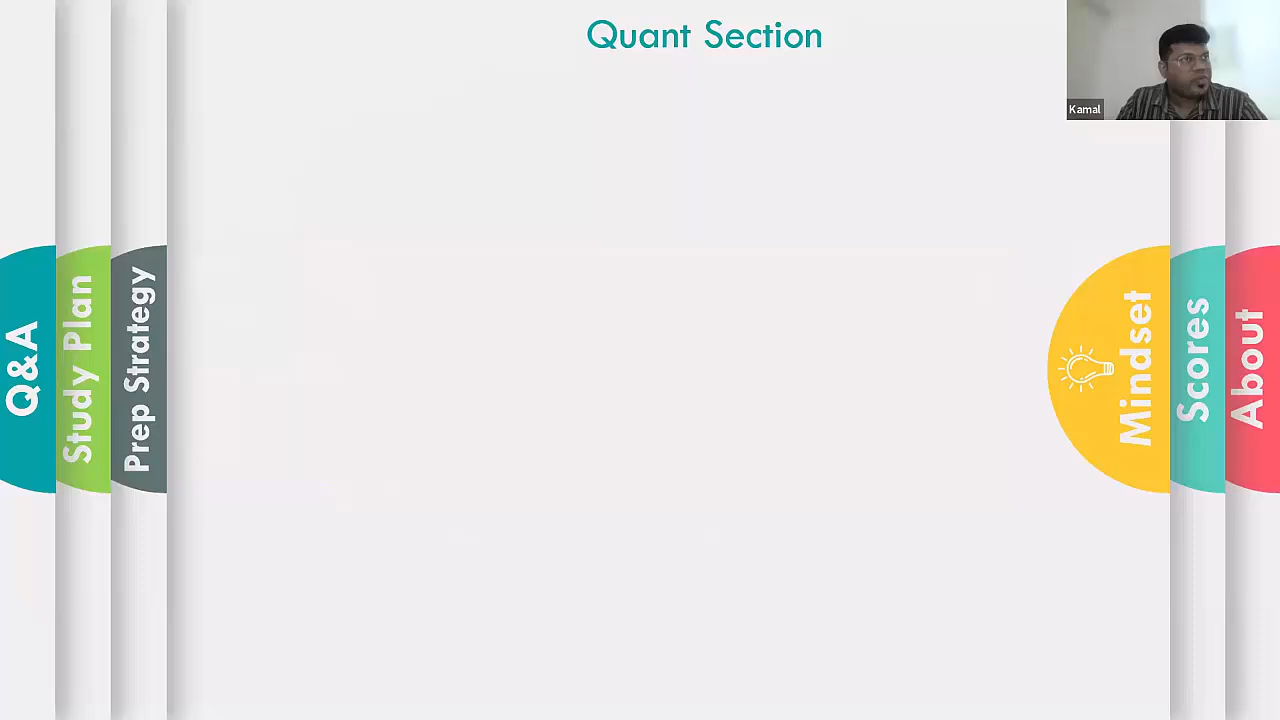 Quant Section
Kamal
Q&A
Study Plan
Prep Strategy
Mindset
Scores
About